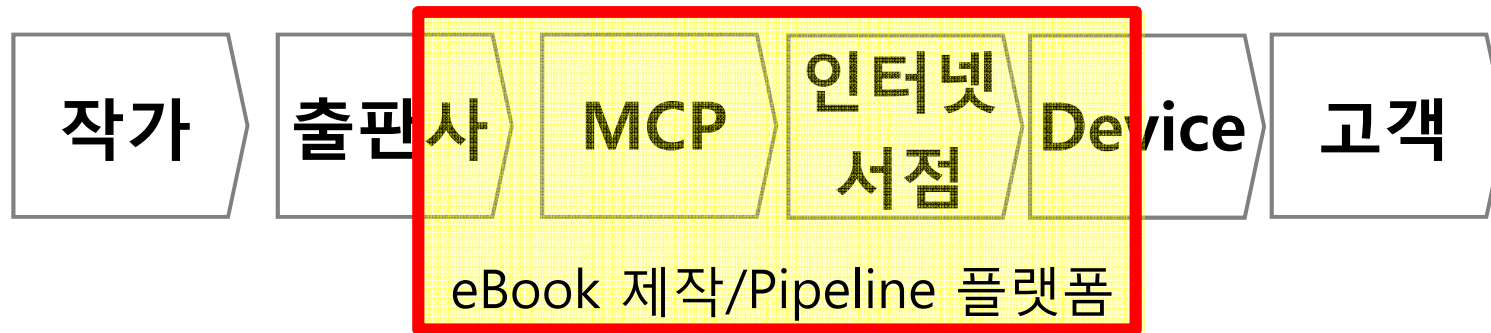 작가
출판사
MCP
인터넷
서점
Device
고객
eBook 제작/Pipeline 플랫폼